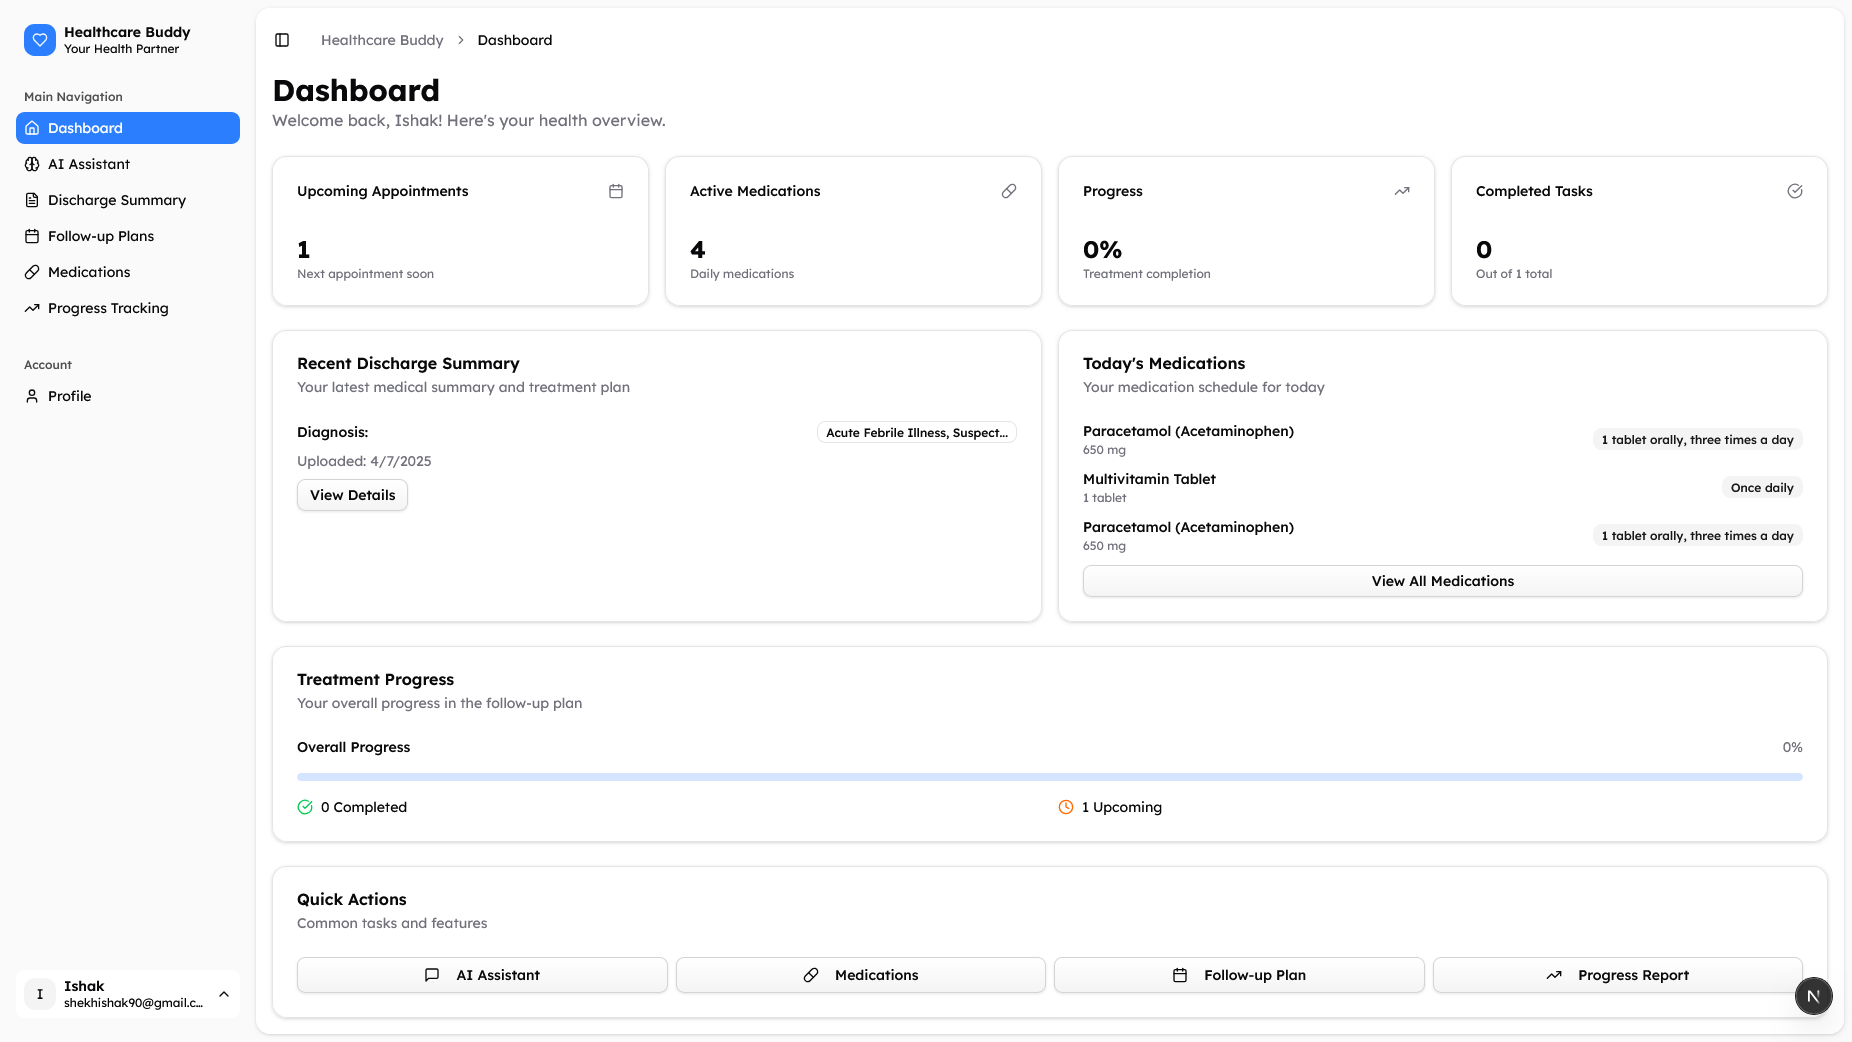 Healthcare Buddy
Your Health Partner
Main Navigation
Dashboard
AI Assistant
Discharge Summary
Follow-up Plans
Medications
Progress Tracking
Account
Profile
I
Ishak
shekhishak90@gmail.c...
Healthcare Buddy > Dashboard
Dashboard
Welcome back, Ishak! Here's your health overview.
Upcoming Appointments
1
Next appointment soon
Active Medications
4
Daily medications
Progress
0%
Treatment completion
Completed Tasks
0
Out of 1 total
Recent Discharge Summary
Your latest medical summary and treatment plan
Diagnosis: Acute Febrile Illness, Suspect...
Uploaded: 4/7/2025
View Details
Today's Medications
Your medication schedule for today
Paracetamol (Acetaminophen)
650 mg
1 tablet orally, three times a day
Multivitamin Tablet
1 tablet
Once daily
Paracetamol (Acetaminophen)
650 mg
1 tablet orally, three times a day
View All Medications
Treatment Progress
Your overall progress in the follow-up plan
Overall Progress 0%
0 Completed 1 Upcoming
Quick Actions
Common tasks and features
AI Assistant Medications Follow-up Plan Progress Report
N